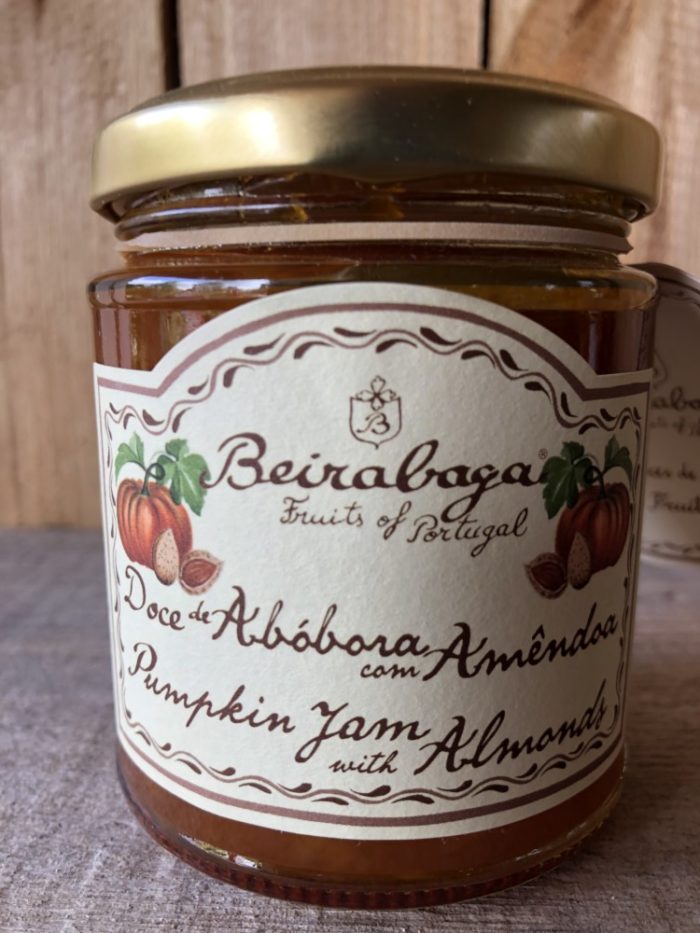 B
Beirabaga®
Fruits of Portugal
Doce de Abóbora
com Amêndoa
Pumpkin Jam
with Almonds